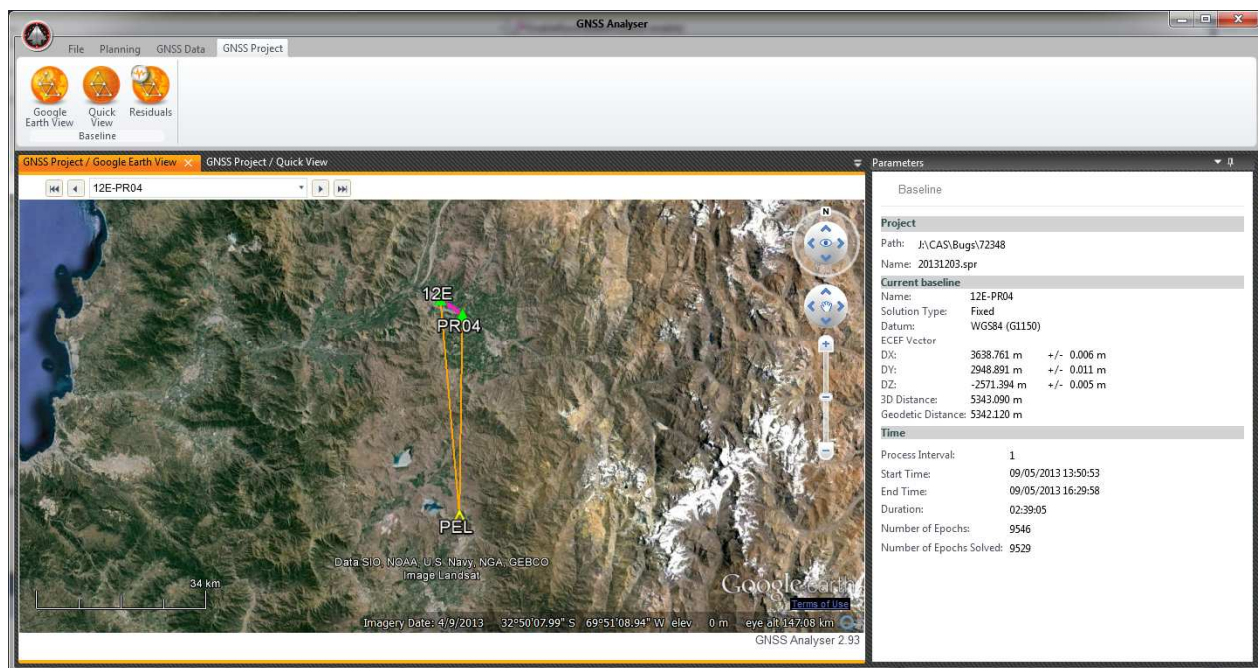 GNSS Analyser
File Planning GNSS Data GNSS Project
Google Earth View
Quick View
Residuals
Baseline
GNSS Project / Google Earth View
GNSS Project / Quick View
Parameters
12E-PR04
N
12E
PR04
PEL
Data SIO, NOAA, U.S. Navy, NGA, GEBCO
Image Landsat
34 km
Google earth
Terms of Use
Imagery Date: 4/9/2013 32°50'07.99" S 69°51'08.94" W elev 0 m eye alt 147.08 km
GNSS Analyser 2.93
Baseline
Project
Path: J:\CAS\Bugs\72348
Name: 20131203.spr
Current baseline
Name: 12E-PR04
Solution Type: Fixed
Datum: WGS84 (G1150)
ECEF Vector
DX: 3638.761 m +/- 0.006 m
DY: 2948.891 m +/- 0.011 m
DZ: -2571.394 m +/- 0.005 m
3D Distance: 5343.090 m
Geodetic Distance: 5342.120 m
Time
Process Interval: 1
Start Time: 09/05/2013 13:50:53
End Time: 09/05/2013 16:29:58
Duration: 02:39:05
Number of Epochs: 9546
Number of Epochs Solved: 9529